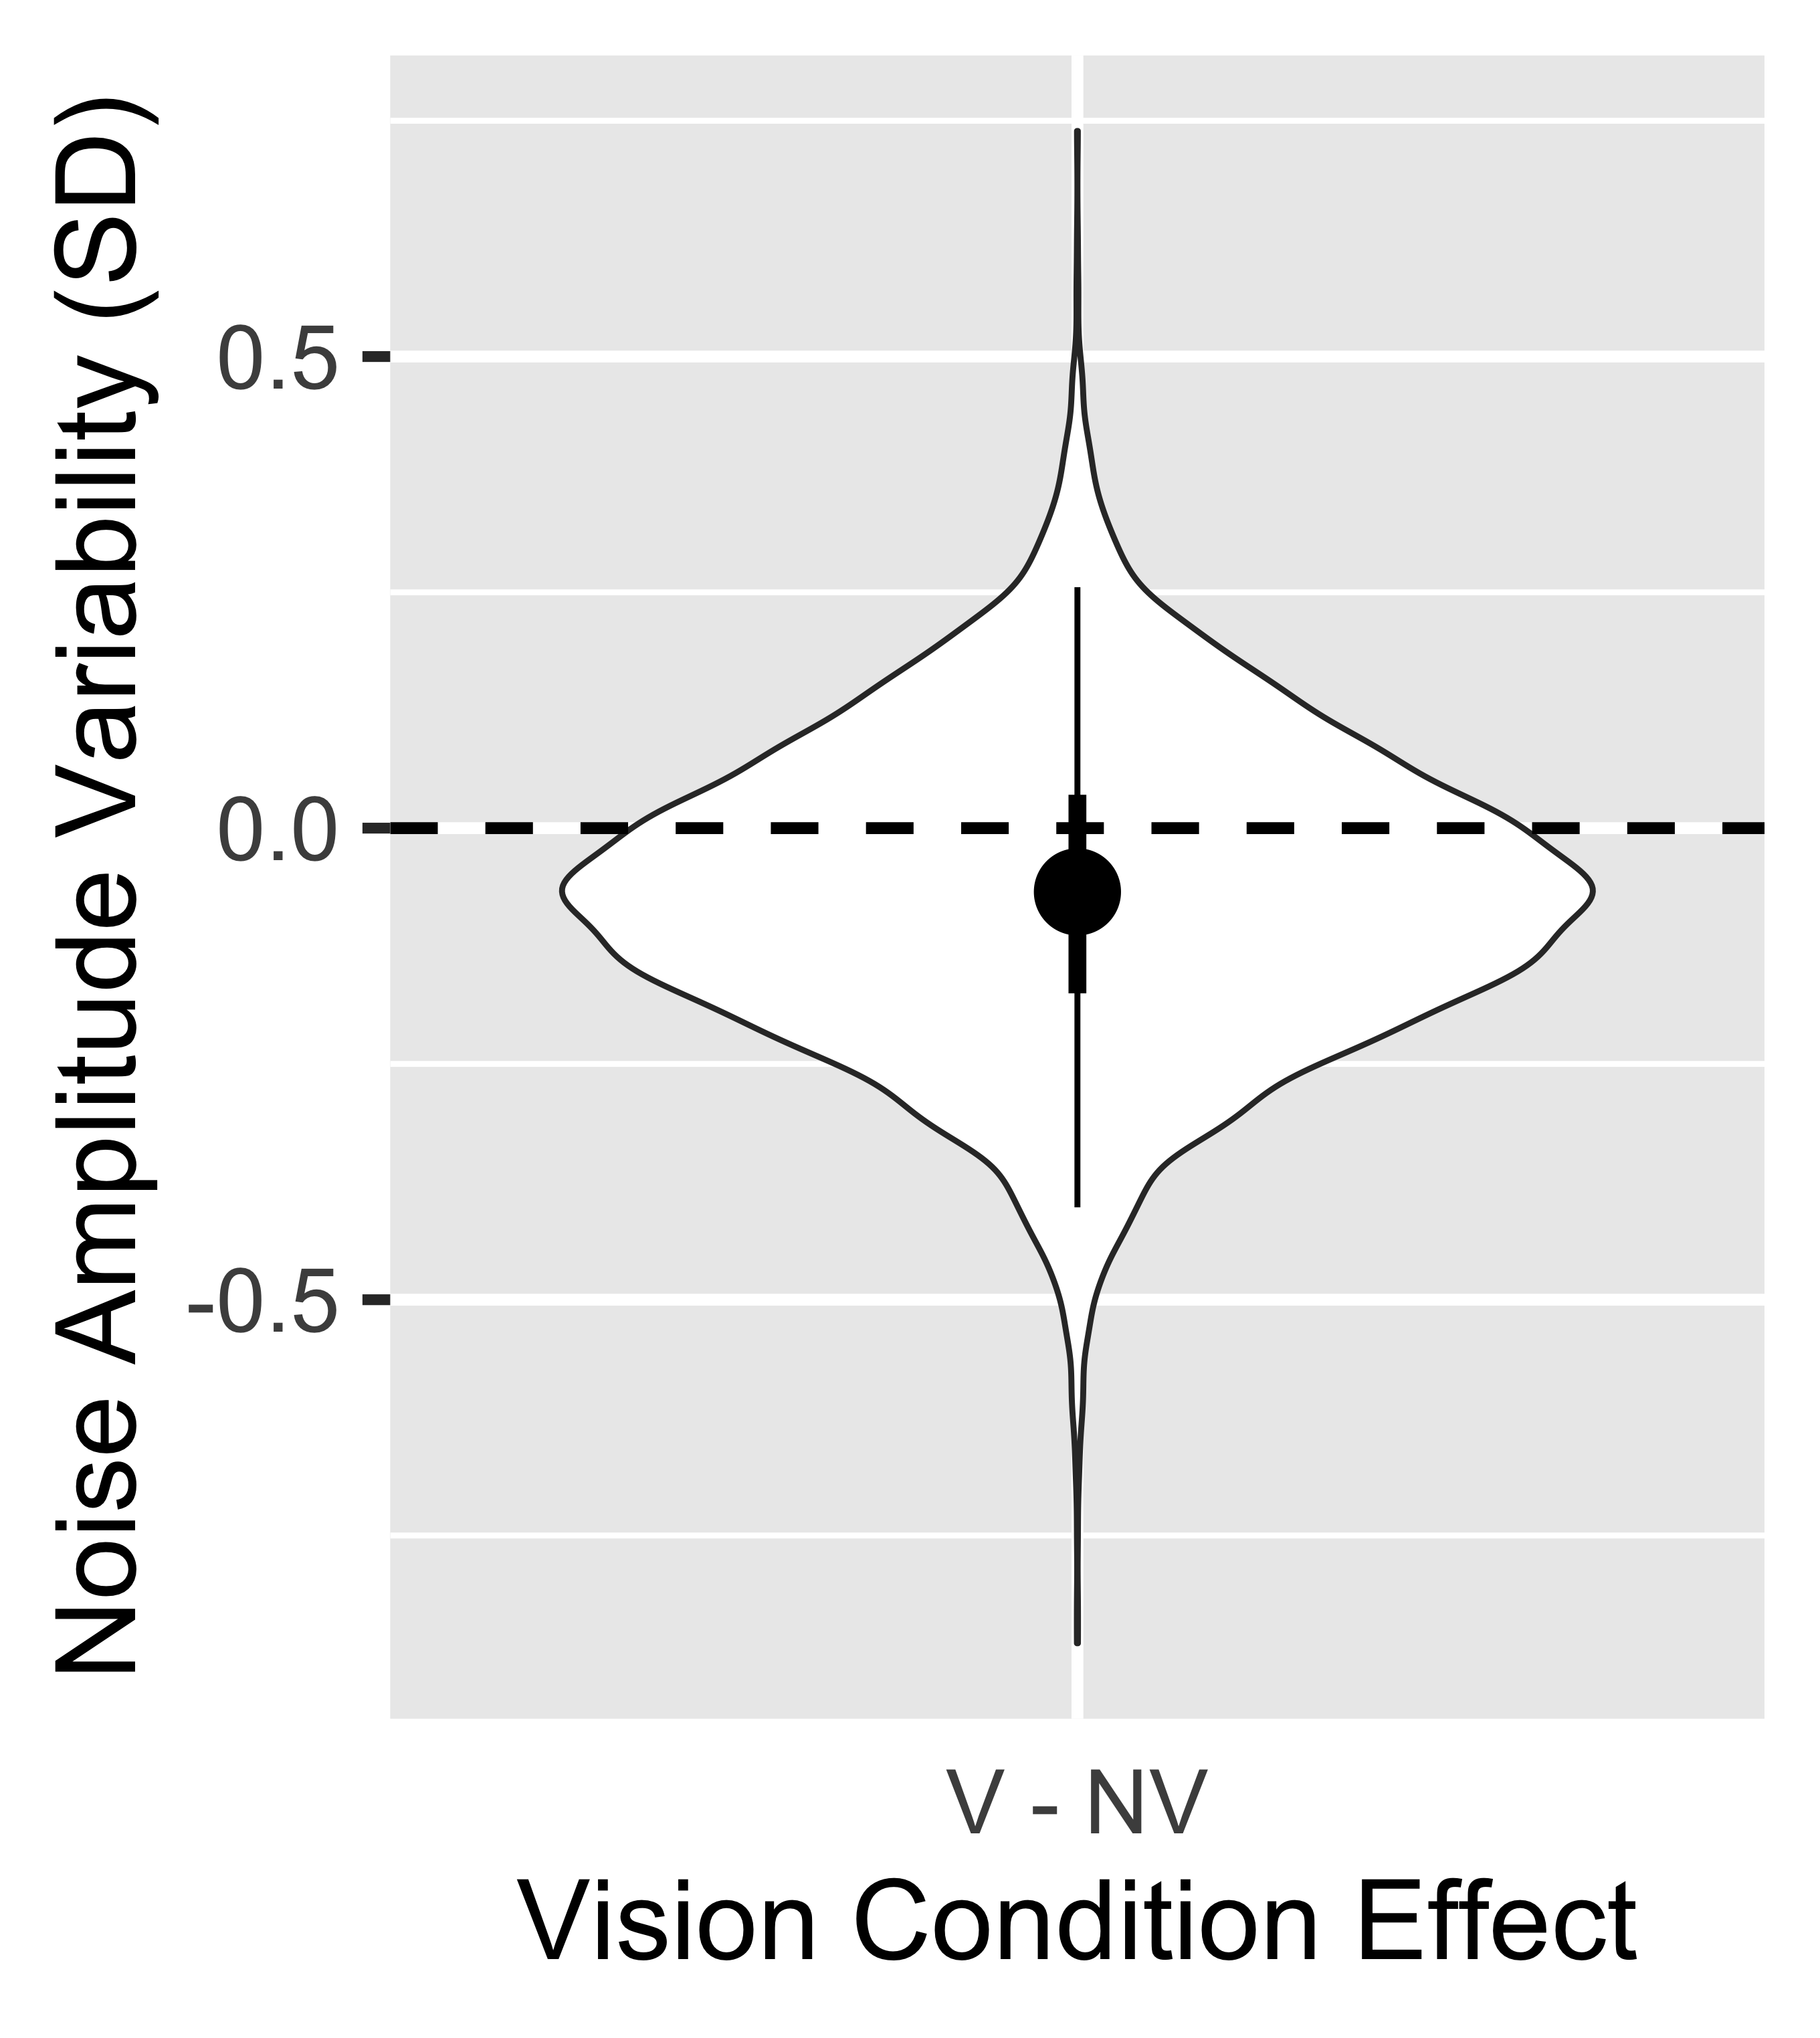 Noise Amplitude Variability (SD)
0.5
0.0
-0.5
V - NV
Vision Condition Effect